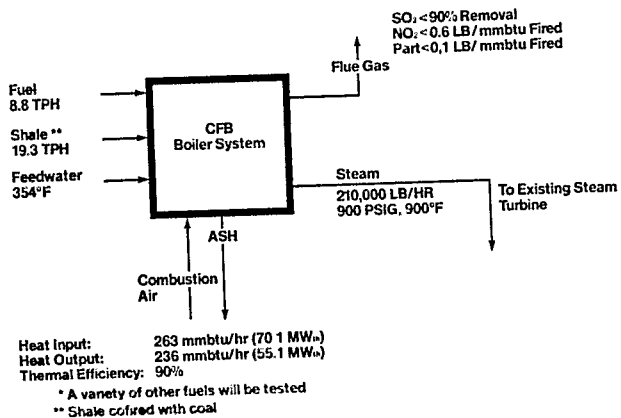 SO₂<90% Removal
NO₂<0.6 LB/mmbtu Fired
Part<0,1 LB/mmbtu Fired
Flue Gas
Fuel
8.8 TPH
Shale **
19.3 TPH
Feedwater
354°F
CFB
Boiler System
Steam
210,000 LB/HR
900 PSIG, 900°F
To Existing Steam
Turbine
ASH
Combustion
Air
Heat Input: 263 mmbtu/hr (70 1 MWₜₕ)
Heat Output: 236 mmbtu/hr (55.1 MWₜₕ)
Thermal Efficiency: 90%
* A variety of other fuels will be tested
** Shale cofired with coal